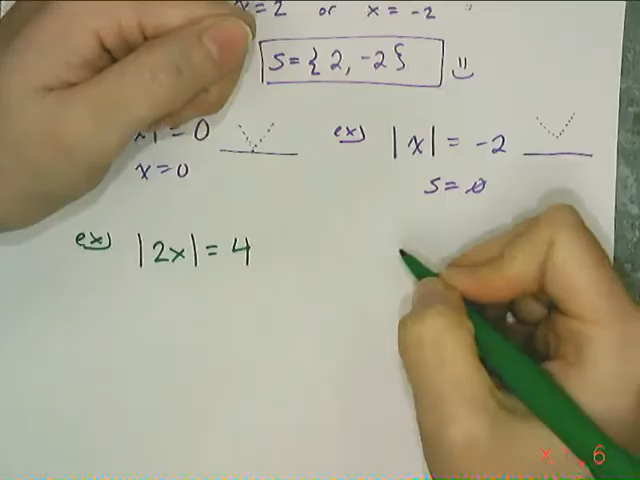 x = 2 or x = -2
S = { 2, -2 }
x| = 0
x = 0
ex) |x| = -2
S = ∅
ex) |2x| = 4